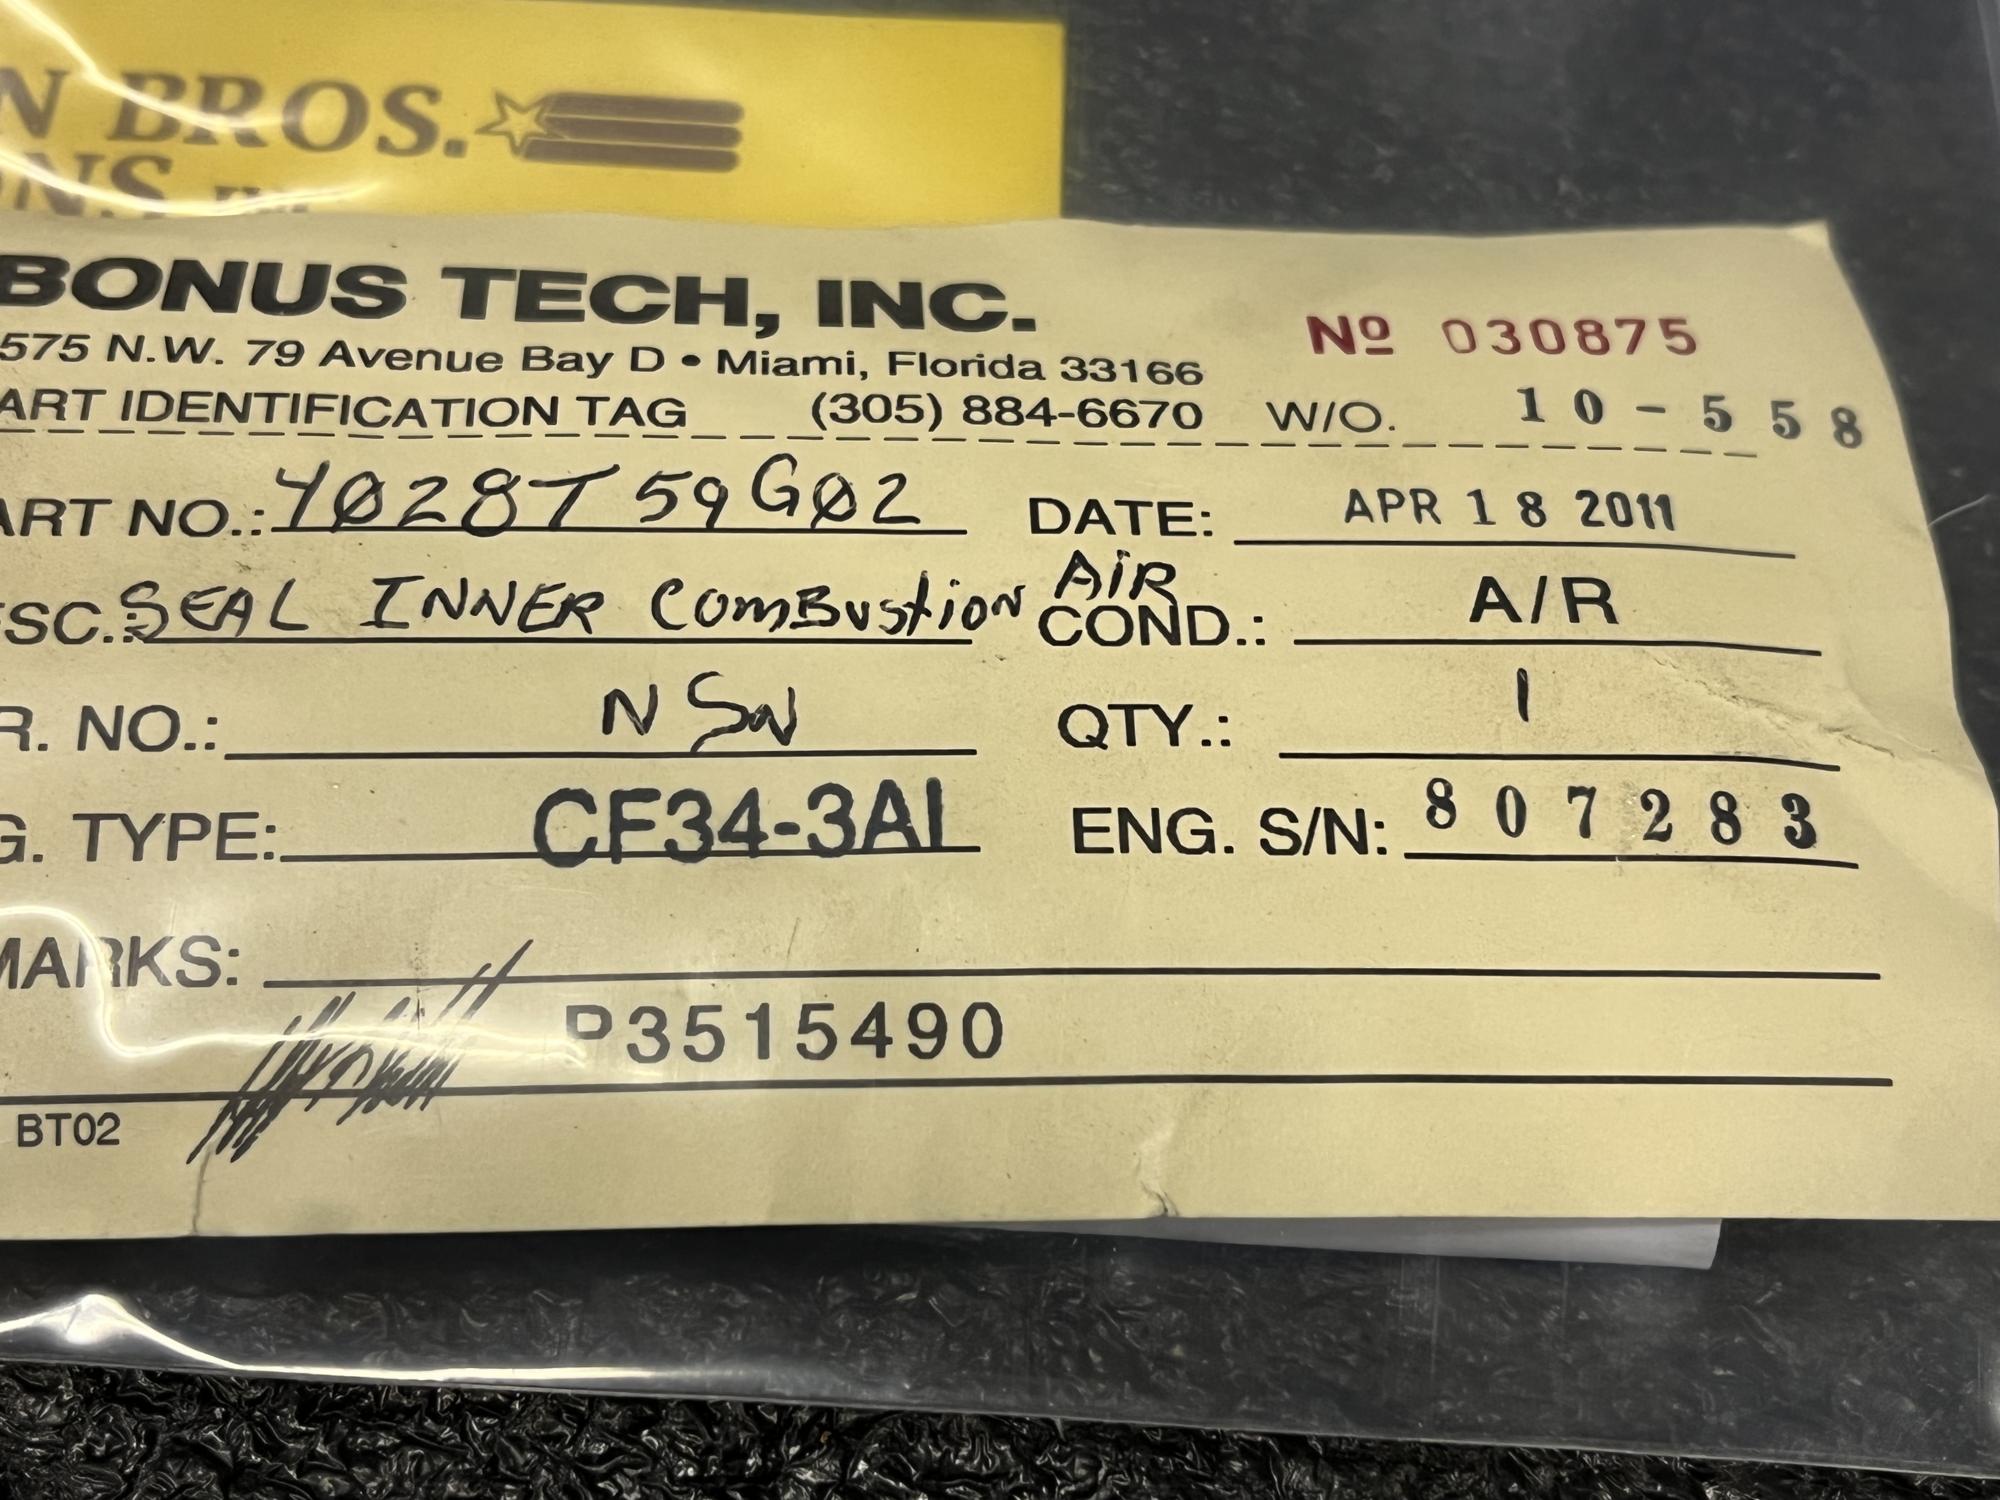 N BROS.
ONS
BONUS TECH, INC.
Nº 030875
575 N.W. 79 Avenue Bay D • Miami, Florida 33166
ART IDENTIFICATION TAG (305) 884-6670 W/O. 10-558
ART NO.: 4028T59G02 DATE: APR 18 2011
ESC.: SEAL INNER COMBUSTION AIR COND.: A/R
R. NO.: NSN QTY.: 1
G. TYPE: CF34-3A1 ENG. S/N: 807283
MARKS:
P3515490
BT02